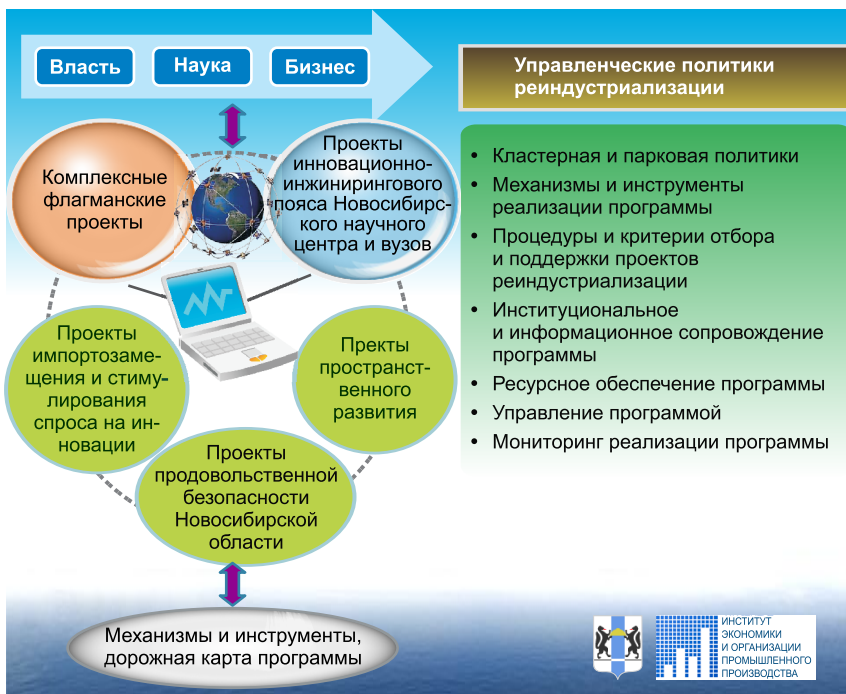 Власть
Наука
Бизнес
Управленческие политики
реиндустриализации
Комплексные
флагманские
проекты
Проекты
инновационно-
инжинирингового
пояса Новосибирс-
кого научного
центра и вузов
Проекты
импортозаме-
щения и стиму-
лирования
спроса на ин-
новации
Пректы
пространст-
венного
развития
Проекты
продовольственной
безопасности
Новосибирской
области
Механизмы и инструменты,
дорожная карта программы
• Кластерная и парковая политики
• Механизмы и инструменты
реализации программы
• Процедуры и критерии отбора
и поддержки проектов
реиндустриализации
• Институциональное
и информационное сопровождение
программы
• Ресурсное обеспечение программы
• Управление программой
• Мониторинг реализации программы
ИНСТИТУТ
ЭКОНОМИКИ
И ОРГАНИЗАЦИИ
ПРОМЫШЛЕННОГО
ПРОИЗВОДСТВА